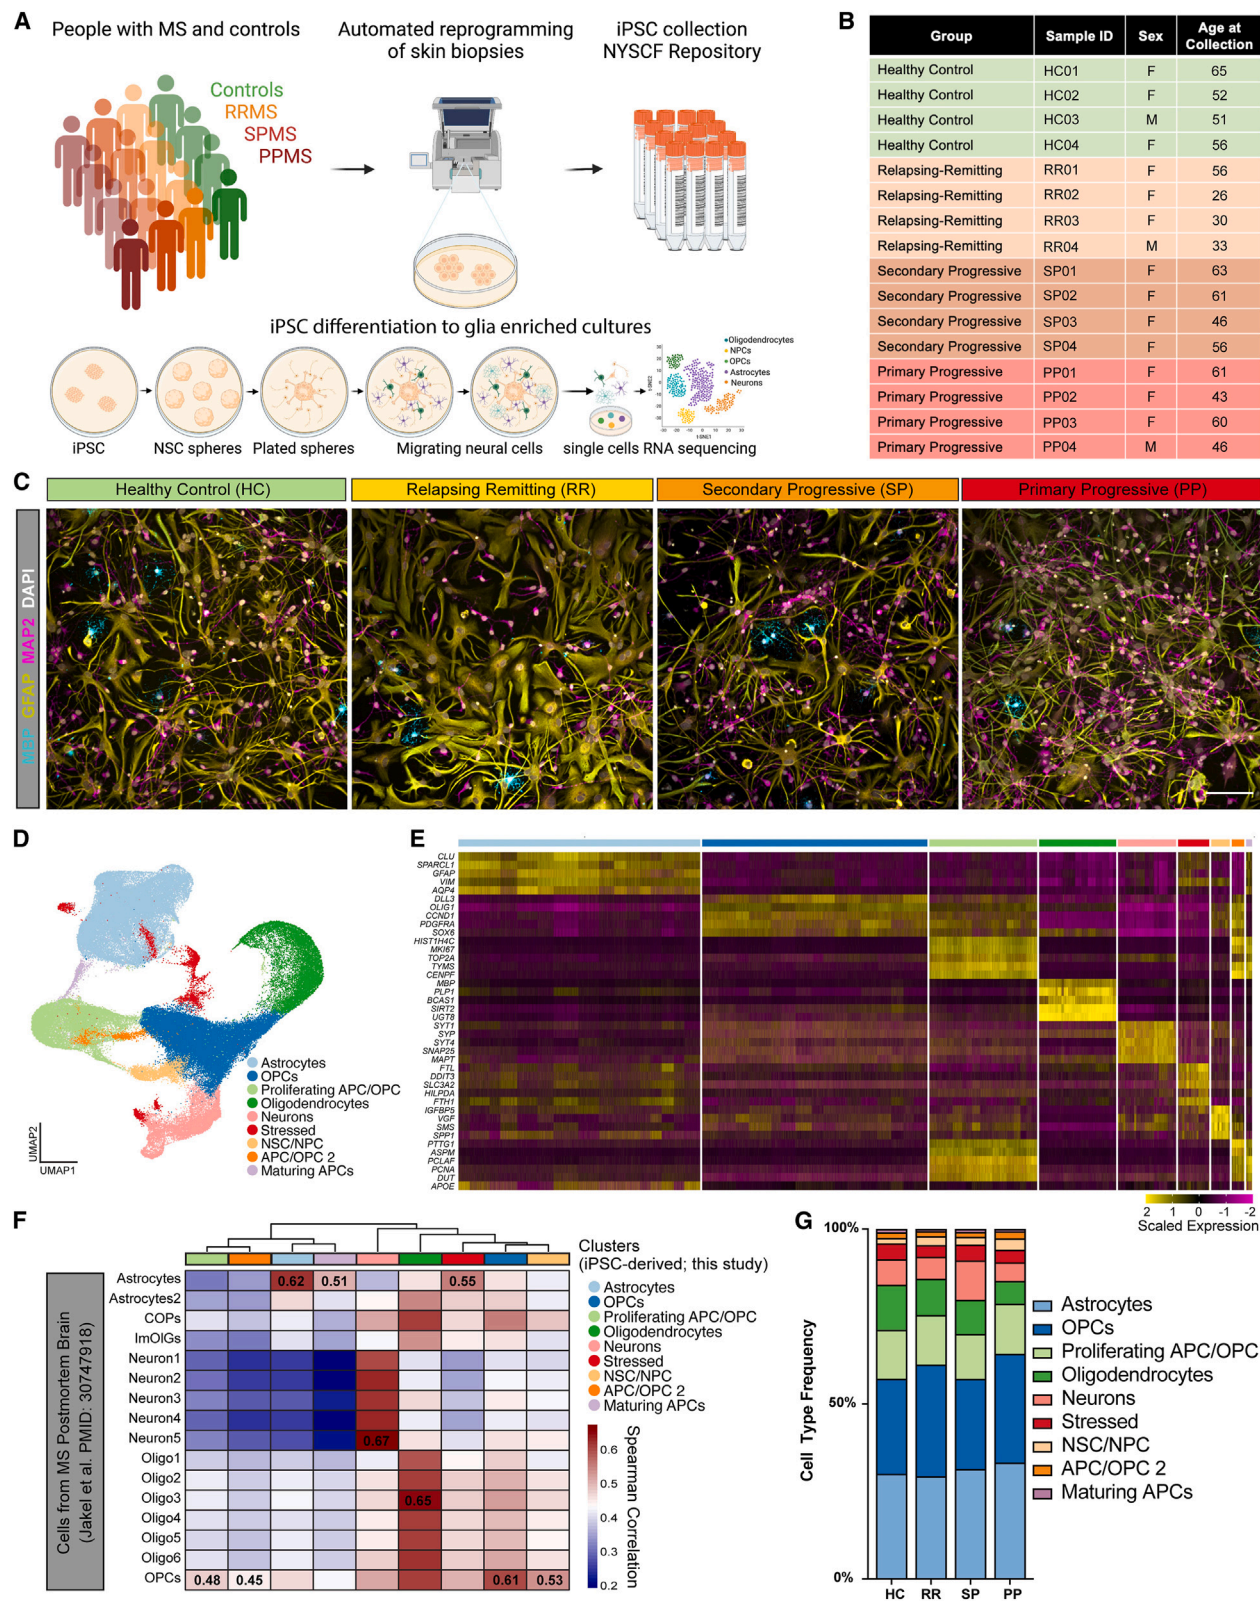 A
People with MS and controls
Automated reprogramming
of skin biopsies
iPSC collection
NYSCF Repository
Controls
RRMS
SPMS
PPMS
iPSC differentiation to glia enriched cultures
Oligodendrocytes
NPCs
OPCs
Astrocytes
Neurons
iPSC
NSC spheres
Plated spheres
Migrating neural cells
single cells RNA sequencing
B
Group Sample ID Sex Age at Collection
Healthy Control HC01 F 65
Healthy Control HC02 F 52
Healthy Control HC03 M 51
Healthy Control HC04 F 56
Relapsing-Remitting RR01 F 56
Relapsing-Remitting RR02 F 26
Relapsing-Remitting RR03 F 30
Relapsing-Remitting RR04 M 33
Secondary Progressive SP01 F 63
Secondary Progressive SP02 F 61
Secondary Progressive SP03 F 46
Secondary Progressive SP04 F 56
Primary Progressive PP01 F 61
Primary Progressive PP02 F 43
Primary Progressive PP03 F 60
Primary Progressive PP04 M 46
C
Healthy Control (HC)
Relapsing Remitting (RR)
Secondary Progressive (SP)
Primary Progressive (PP)
MBP GFAP MAP2 DAPI
D
Astrocytes
OPCs
Proliferating APC/OPC
Oligodendrocytes
Neurons
Stressed
NSC/NPC
APC/OPC 2
Maturing APCs
UMAP2
UMAP1
E
CLU
SPARCL1
GFAP
VIM
AQP4
DLL3
OLIG1
CCND1
PDGFRA
SOX6
HIST1H4C
MKI67
TOP2A
TYMS
CENPF
MBP
PLP1
BCAS1
SIRT2
UGT8
SYT1
SYP
SYT4
SNAP25
MAPT
FTL
DDIT3
SLC3A2
HILPDA
FTH1
IGFBP5
VGF
SMS
SPP1
PTTG1
ASPM
PCLAF
PCNA
DUT
APOE
2 1 0 -1 -2
Scaled Expression
F
Clusters
(iPSC-derived; this study)
Astrocytes
OPCs
Proliferating APC/OPC
Oligodendrocytes
Neurons
Stressed
NSC/NPC
APC/OPC 2
Maturing APCs
Cells from MS Postmortem Brain
(Jakel et al. PMID: 30747918)
Astrocytes 0.62 0.51 0.55
Astrocytes2
COPs
ImOlGs
Neuron1
Neuron2
Neuron3
Neuron4
Neuron5 0.67
Oligo1
Oligo2
Oligo3 0.65
Oligo4
Oligo5
Oligo6
OPCs 0.48 0.45 0.61 0.53
0.6
0.5
0.4
0.3
0.2
Spearman Correlation
G
100%
50%
0%
Cell Type Frequency
HC RR SP PP
Astrocytes
OPCs
Proliferating APC/OPC
Oligodendrocytes
Neurons
Stressed
NSC/NPC
APC/OPC 2
Maturing APCs